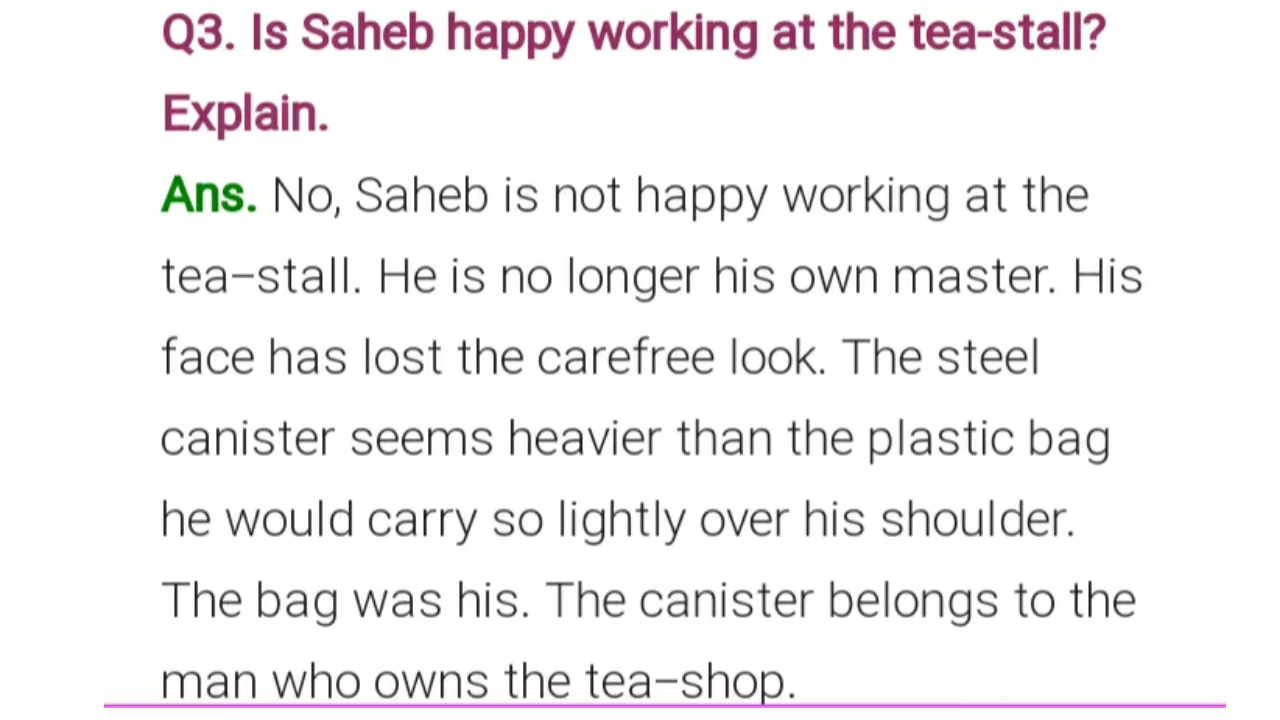 Q3. Is Saheb happy working at the tea-stall?
Explain.
Ans. No, Saheb is not happy working at the
tea–stall. He is no longer his own master. His
face has lost the carefree look. The steel
canister seems heavier than the plastic bag
he would carry so lightly over his shoulder.
The bag was his. The canister belongs to the
man who owns the tea–shop.